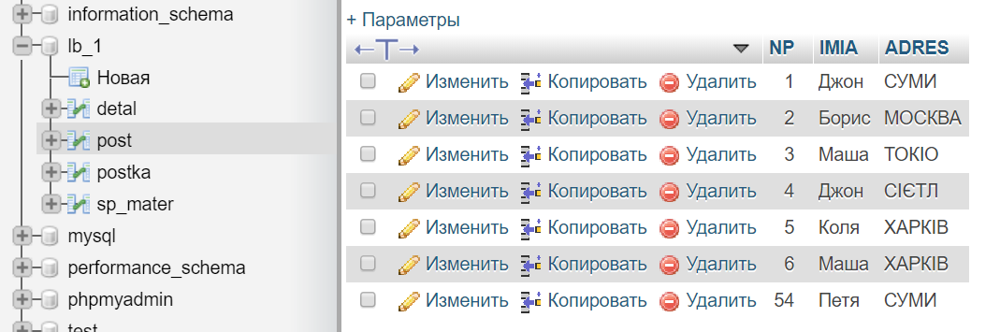 information_schema
lb_1
Новая
detal
post
postka
sp_mater
mysql
performance_schema
phpmyadmin
test
+ Параметры
NP IMIA ADRES
Изменить Копировать Удалить 1 Джон СУМИ
Изменить Копировать Удалить 2 Борис МОСКВА
Изменить Копировать Удалить 3 Маша ТОКІО
Изменить Копировать Удалить 4 Джон СІЄТЛ
Изменить Копировать Удалить 5 Коля ХАРКІВ
Изменить Копировать Удалить 6 Маша ХАРКІВ
Изменить Копировать Удалить 54 Петя СУМИ